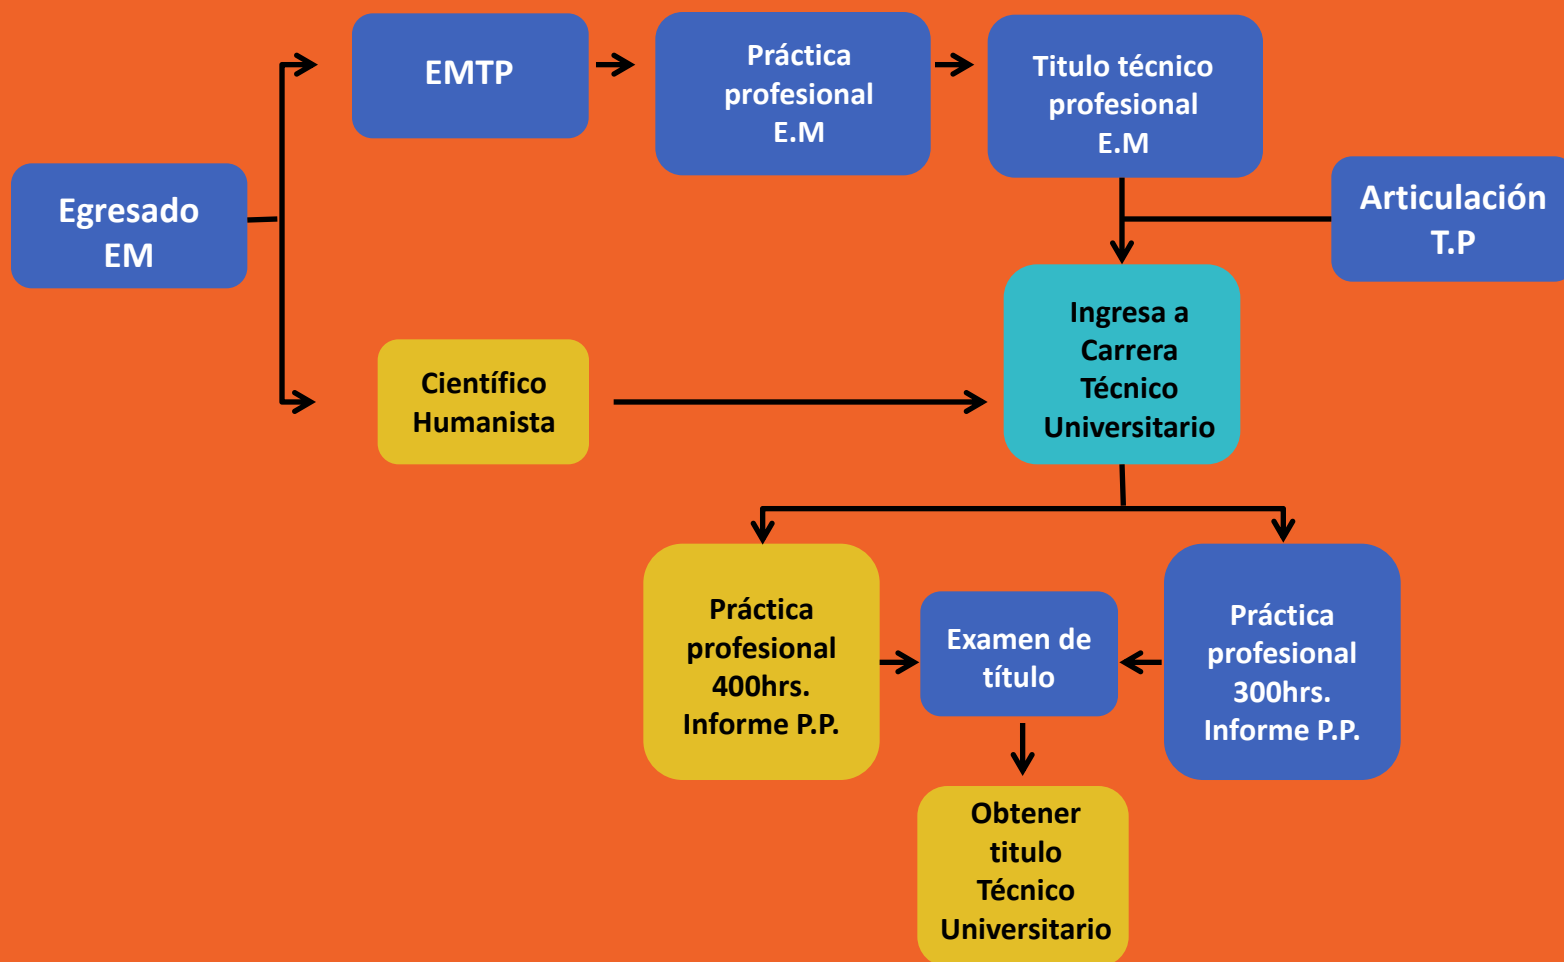 EMTP
Práctica
profesional
E.M
Titulo técnico
profesional
E.M
Egresado
EM
Articulación
T.P
Ingresa a
Carrera
Técnico
Universitario
Científico
Humanista
Práctica
profesional
400hrs.
Informe P.P.
Examen de
título
Práctica
profesional
300hrs.
Informe P.P.
Obtener
titulo
Técnico
Universitario